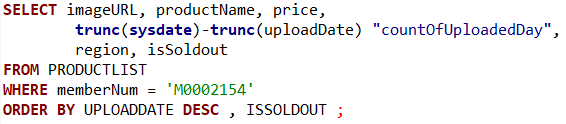 SELECT imageURL, productName, price,
trunc(sysdate)-trunc(uploadDate) "countOfUploadedDay",
region, isSoldout
FROM PRODUCTLIST
WHERE memberNum = 'M0002154'
ORDER BY UPLOADDATE DESC , ISSOLDOUT ;